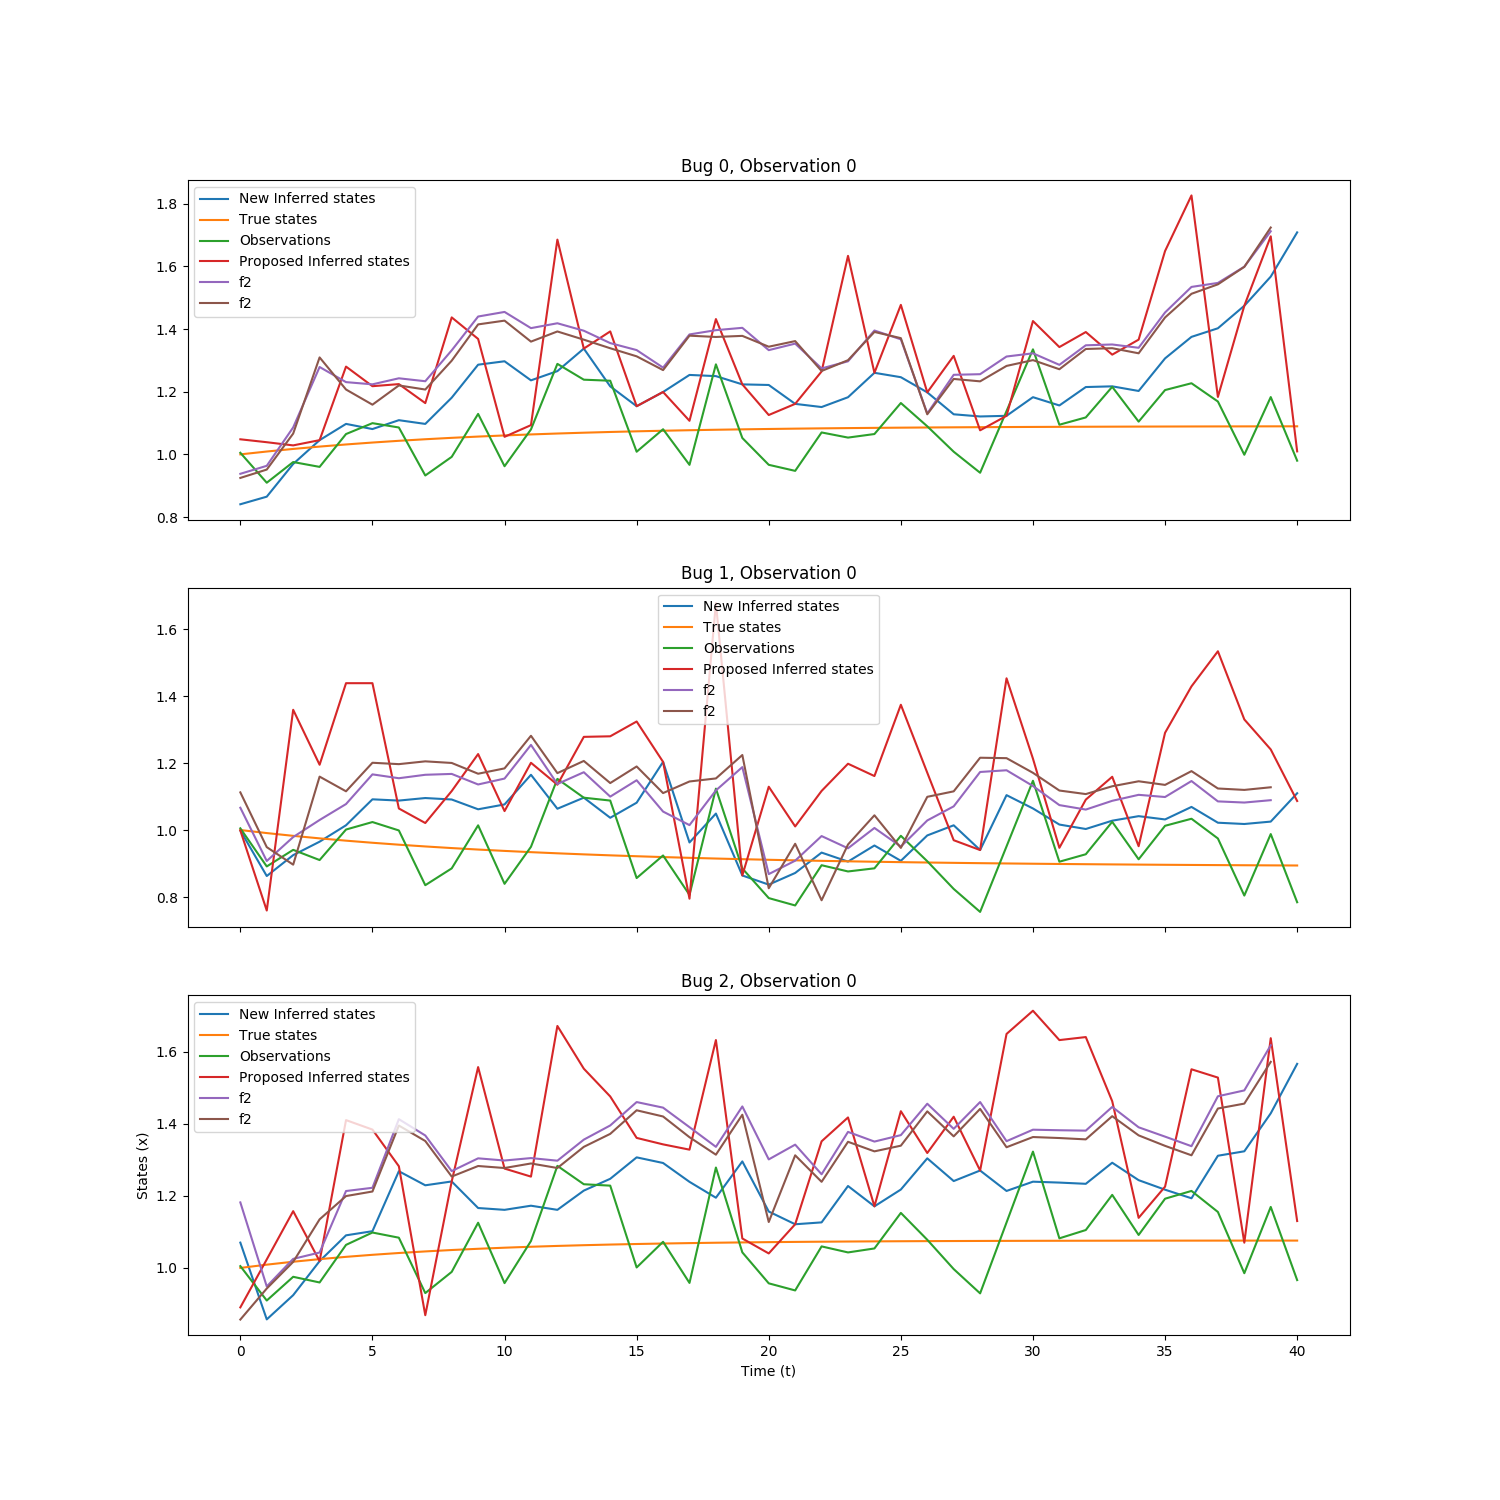 Bug 0, Observation 0
New Inferred states
True states
Observations
Proposed Inferred states
f2
f2
1.8
1.6
1.4
1.2
1.0
0.8
Bug 1, Observation 0
New Inferred states
True states
Observations
Proposed Inferred states
f2
f2
1.6
1.4
1.2
1.0
0.8
Bug 2, Observation 0
New Inferred states
True states
Observations
Proposed Inferred states
f2
f2
1.6
1.4
1.2
1.0
States (x)
0 5 10 15 20 25 30 35 40
Time (t)